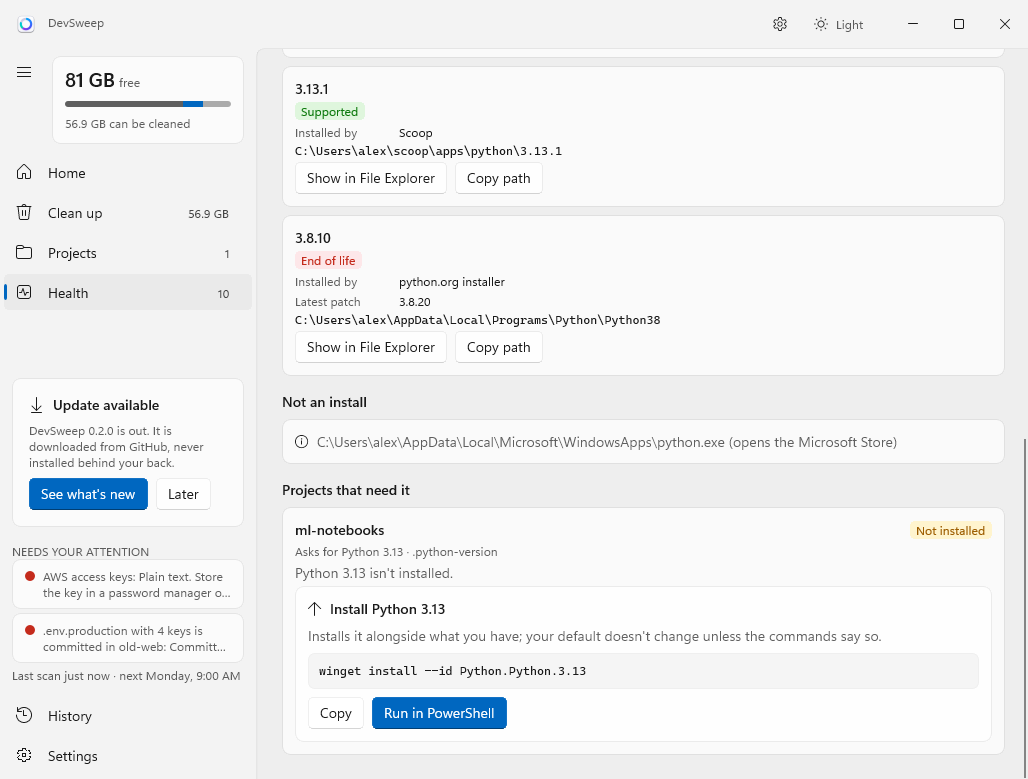 DevSweep
Light
81 GB free
56.9 GB can be cleaned
Home
Clean up 56.9 GB
Projects 1
Health 10
Update available
DevSweep 0.2.0 is out. It is
downloaded from GitHub, never
installed behind your back.
See what's new
Later
NEEDS YOUR ATTENTION
AWS access keys: Plain text. Store
the key in a password manager o...
.env.production with 4 keys is
committed in old-web: Committ...
Last scan just now · next Monday, 9:00 AM
History
Settings
3.13.1
Supported
Installed by Scoop
C:\Users\alex\scoop\apps\python\3.13.1
Show in File Explorer
Copy path
3.8.10
End of life
Installed by python.org installer
Latest patch 3.8.20
C:\Users\alex\AppData\Local\Programs\Python\Python38
Show in File Explorer
Copy path
Not an install
C:\Users\alex\AppData\Local\Microsoft\WindowsApps\python.exe (opens the Microsoft Store)
Projects that need it
ml-notebooks
Not installed
Asks for Python 3.13 · .python-version
Python 3.13 isn't installed.
Install Python 3.13
Installs it alongside what you have; your default doesn't change unless the commands say so.
winget install --id Python.Python.3.13
Copy
Run in PowerShell